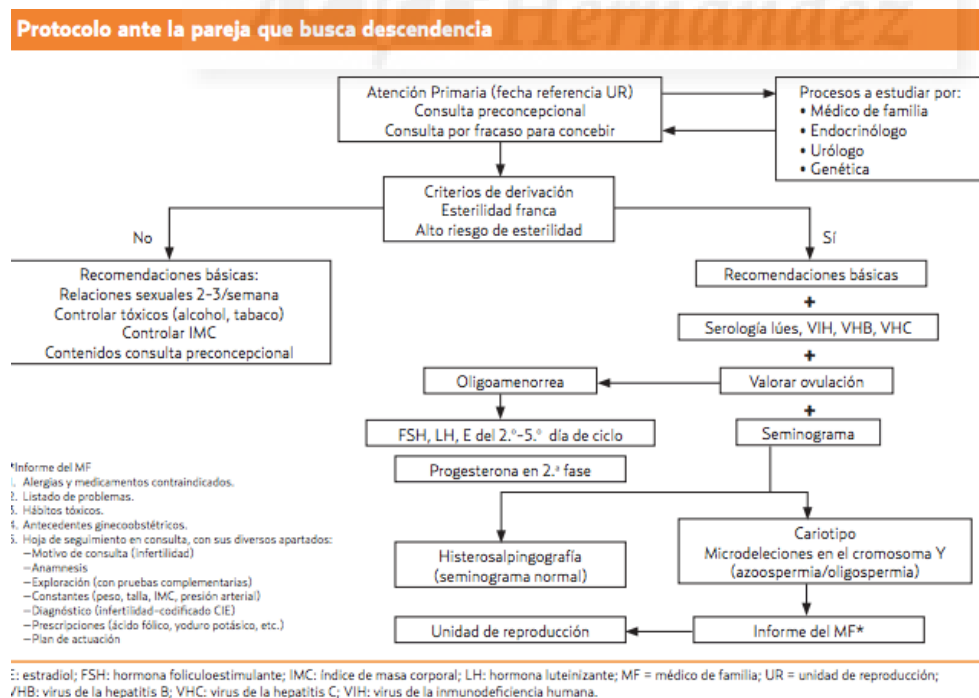 Hernández
Protocolo ante la pareja que busca descendencia
Atención Primaria (fecha referencia UR)
Consulta preconcepcional
Consulta por fracaso para concebir
Procesos a estudiar por:
• Médico de familia
• Endocrinólogo
• Urólogo
• Genética
Criterios de derivación
Esterilidad franca
Alto riesgo de esterilidad
No
Sí
Recomendaciones básicas:
Relaciones sexuales 2-3/semana
Controlar tóxicos (alcohol, tabaco)
Controlar IMC
Contenidos consulta preconcepcional
Recomendaciones básicas
+
Serología lúes, VIH, VHB, VHC
+
Oligoamenorrea
Valorar ovulación
+
FSH, LH, E del 2.º-5.º día de ciclo
Seminograma
Progesterona en 2.ª fase
Histerosalpingografía
(seminograma normal)
Cariotipo
Microdeleciones en el cromosoma Y
(azoospermia/oligospermia)
Unidad de reproducción
Informe del MF*
*Informe del MF
1. Alergias y medicamentos contraindicados.
2. Listado de problemas.
3. Hábitos tóxicos.
4. Antecedentes ginecoobstétricos.
5. Hoja de seguimiento en consulta, con sus diversos apartados:
—Motivo de consulta (infertilidad)
—Anamnesis
—Exploración (con pruebas complementarias)
—Constantes (peso, talla, IMC, presión arterial)
—Diagnóstico (infertilidad-codificado CIE)
—Prescripciones (ácido fólico, yoduro potásico, etc.)
—Plan de actuación
E: estradiol; FSH: hormona foliculoestimulante; IMC: índice de masa corporal; LH: hormona luteinizante; MF = médico de familia; UR = unidad de reproducción;
VHB: virus de la hepatitis B; VHC: virus de la hepatitis C; VIH: virus de la inmunodeficiencia humana.